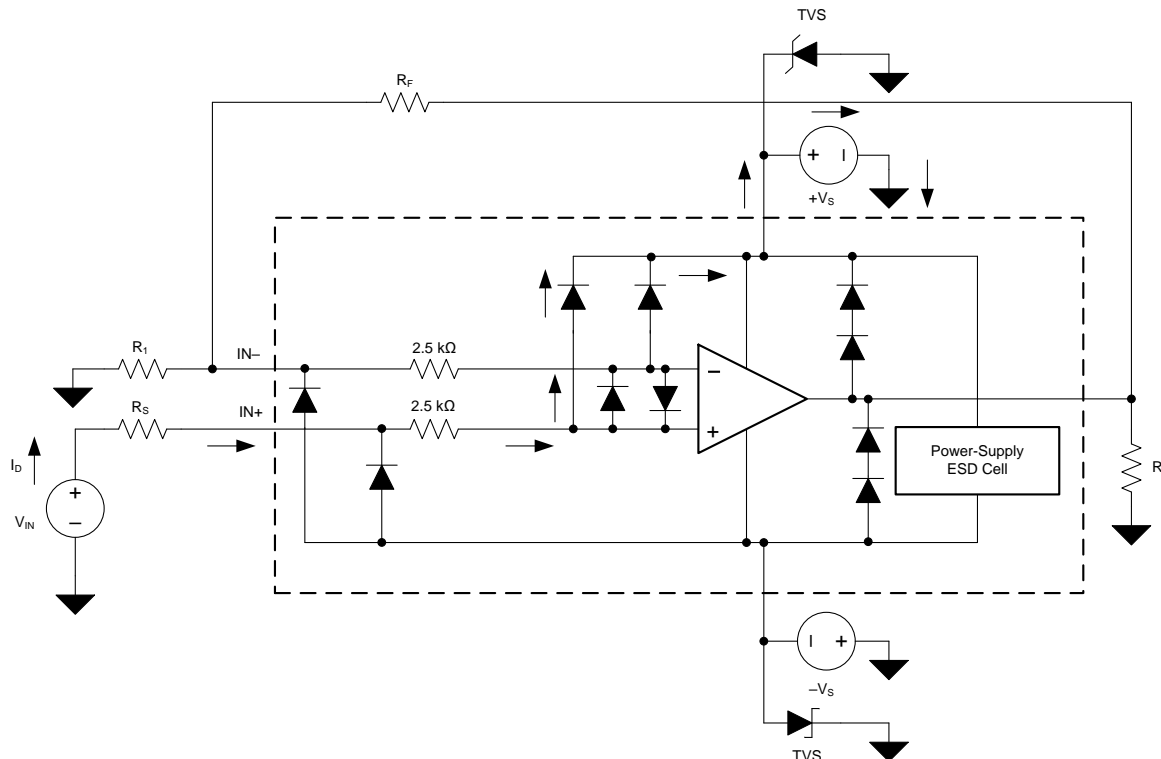 TVS
R_F
+
+V_S
R₁
IN–
2.5 kΩ
R_S
IN+
2.5 kΩ
–
+
Power-Supply
ESD Cell
R
I_D
+
–
V_IN
+
–V_S
TVS